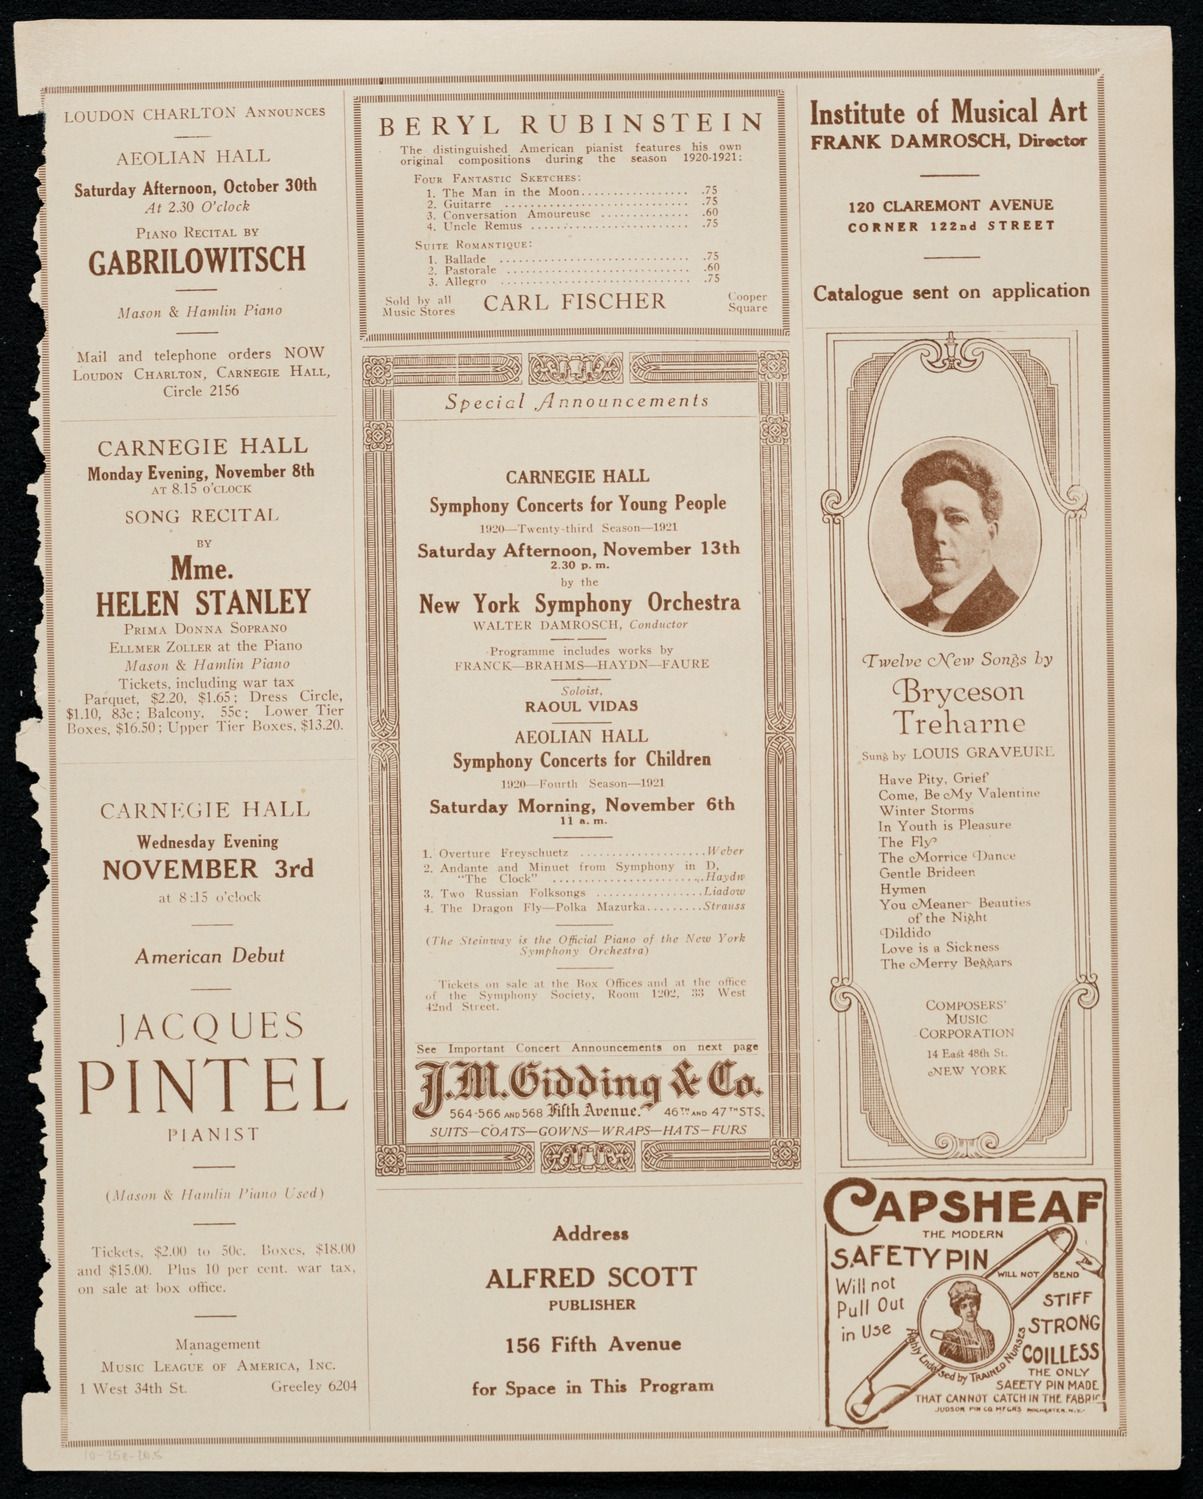 LOUDON CHARLTON ANNOUNCES
AEOLIAN HALL
Saturday Afternoon, October 30th
At 2.30 O'clock
PIANO RECITAL BY
GABRILOWITSCH
Mason & Hamlin Piano
Mail and telephone orders NOW
LOUDON CHARLTON, CARNEGIE HALL,
Circle 2156
CARNEGIE HALL
Monday Evening, November 8th
AT 8.15 O'CLOCK
SONG RECITAL
BY
Mme.
HELEN STANLEY
PRIMA DONNA SOPRANO
ELLMER ZOLLER at the Piano
Mason & Hamlin Piano
Tickets, including war tax
Parquet, $2.20, $1.65; Dress Circle,
$1.10, 83c; Balcony, 55c; Lower Tier
Boxes, $16.50; Upper Tier Boxes, $13.20.
CARNEGIE HALL
Wednesday Evening
NOVEMBER 3rd
at 8:15 o'clock
American Debut
JACQUES
PINTEL
PIANIST
(Mason & Hamlin Piano Used)
Tickets, $2.00 to 50c. Boxes, $18.00
and $15.00. Plus 10 per cent. war tax,
on sale at box office.
Management
MUSIC LEAGUE OF AMERICA, INC.
1 West 34th St. Greeley 6204
BERYL RUBINSTEIN
The distinguished American pianist features his own
original compositions during the season 1920-1921:
FOUR FANTASTIC SKETCHES:
1. The Man in the Moon................. .75
2. Guitarre ............................. .75
3. Conversation Amoureuse .............. .60
4. Uncle Remus ......................... .75
SUITE ROMANTIQUE:
1. Ballade .............................. .75
2. Pastorale ............................ .60
3. Allegro .............................. .75
Sold by all
Music Stores
CARL FISCHER
Cooper
Square
Special Announcements
CARNEGIE HALL
Symphony Concerts for Young People
1920—Twenty-third Season—1921
Saturday Afternoon, November 13th
2.30 p. m.
by the
New York Symphony Orchestra
WALTER DAMROSCH, Conductor
Programme includes works by
FRANCK—BRAHMS—HAYDN—FAURE
Soloist,
RAOUL VIDAS
AEOLIAN HALL
Symphony Concerts for Children
1920—Fourth Season—1921
Saturday Morning, November 6th
11 a. m.
1. Overture Freyschuetz ...................Weber
2. Andante and Minuet from Symphony in D,
"The Clock" ........................Haydn
3. Two Russian Folksongs ................Liadow
4. The Dragon Fly—Polka Mazurka.........Strauss
(The Steinway is the Official Piano of the New York
Symphony Orchestra)
Tickets on sale at the Box Offices and at the office
of the Symphony Society, Room 1202, 33 West
42nd Street.
See Important Concert Announcements on next page
J.M. Gidding & Co.
564-566 AND 568 Fifth Avenue. 46TH AND 47TH STS.
SUITS—COATS—GOWNS—WRAPS—HATS—FURS
Address
ALFRED SCOTT
PUBLISHER
156 Fifth Avenue
for Space in This Program
Institute of Musical Art
FRANK DAMROSCH, Director
120 CLAREMONT AVENUE
CORNER 122nd STREET
Catalogue sent on application
Twelve New Songs by
Bryceson
Treharne
Sung by LOUIS GRAVEURE
Have Pity, Grief
Come, Be My Valentine
Winter Storms
In Youth is Pleasure
The Fly
The Morrice Dance
Gentle Brideen
Hymen
You Meaner Beauties
of the Night
Dildido
Love is a Sickness
The Merry Beggars
COMPOSERS'
MUSIC
CORPORATION
14 East 48th St.
NEW YORK
CAPSHEAF
THE MODERN
SAFETY PIN
WILL NOT BEND
Will not
Pull Out
in Use
STIFF
STRONG
COILLESS
Highly Endorsed by TRAINED NURSES
THE ONLY
SAFETY PIN MADE
THAT CANNOT CATCH IN THE FABRIC
JUDSON PIN CO. MFGRS ROCHESTER, N.Y.